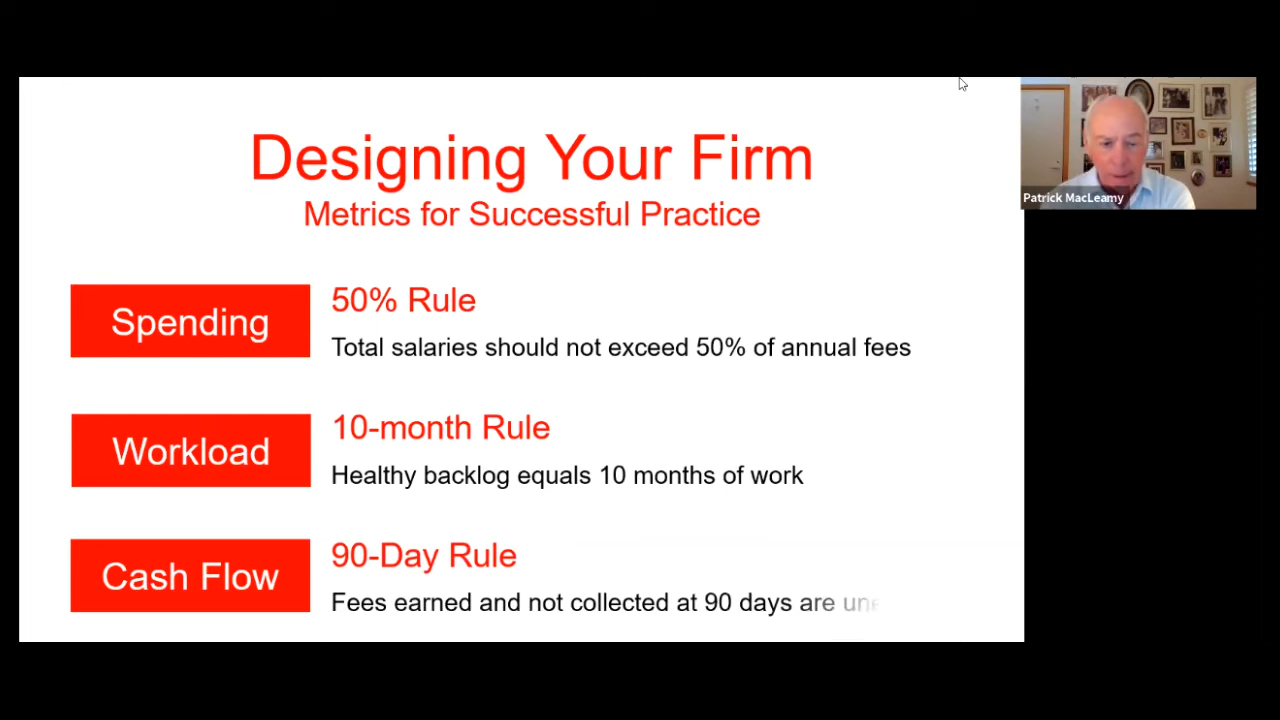 Designing Your Firm
Metrics for Successful Practice
Patrick MacLeamy
Spending
50% Rule
Total salaries should not exceed 50% of annual fees
Workload
10-month Rule
Healthy backlog equals 10 months of work
Cash Flow
90-Day Rule
Fees earned and not collected at 90 days are